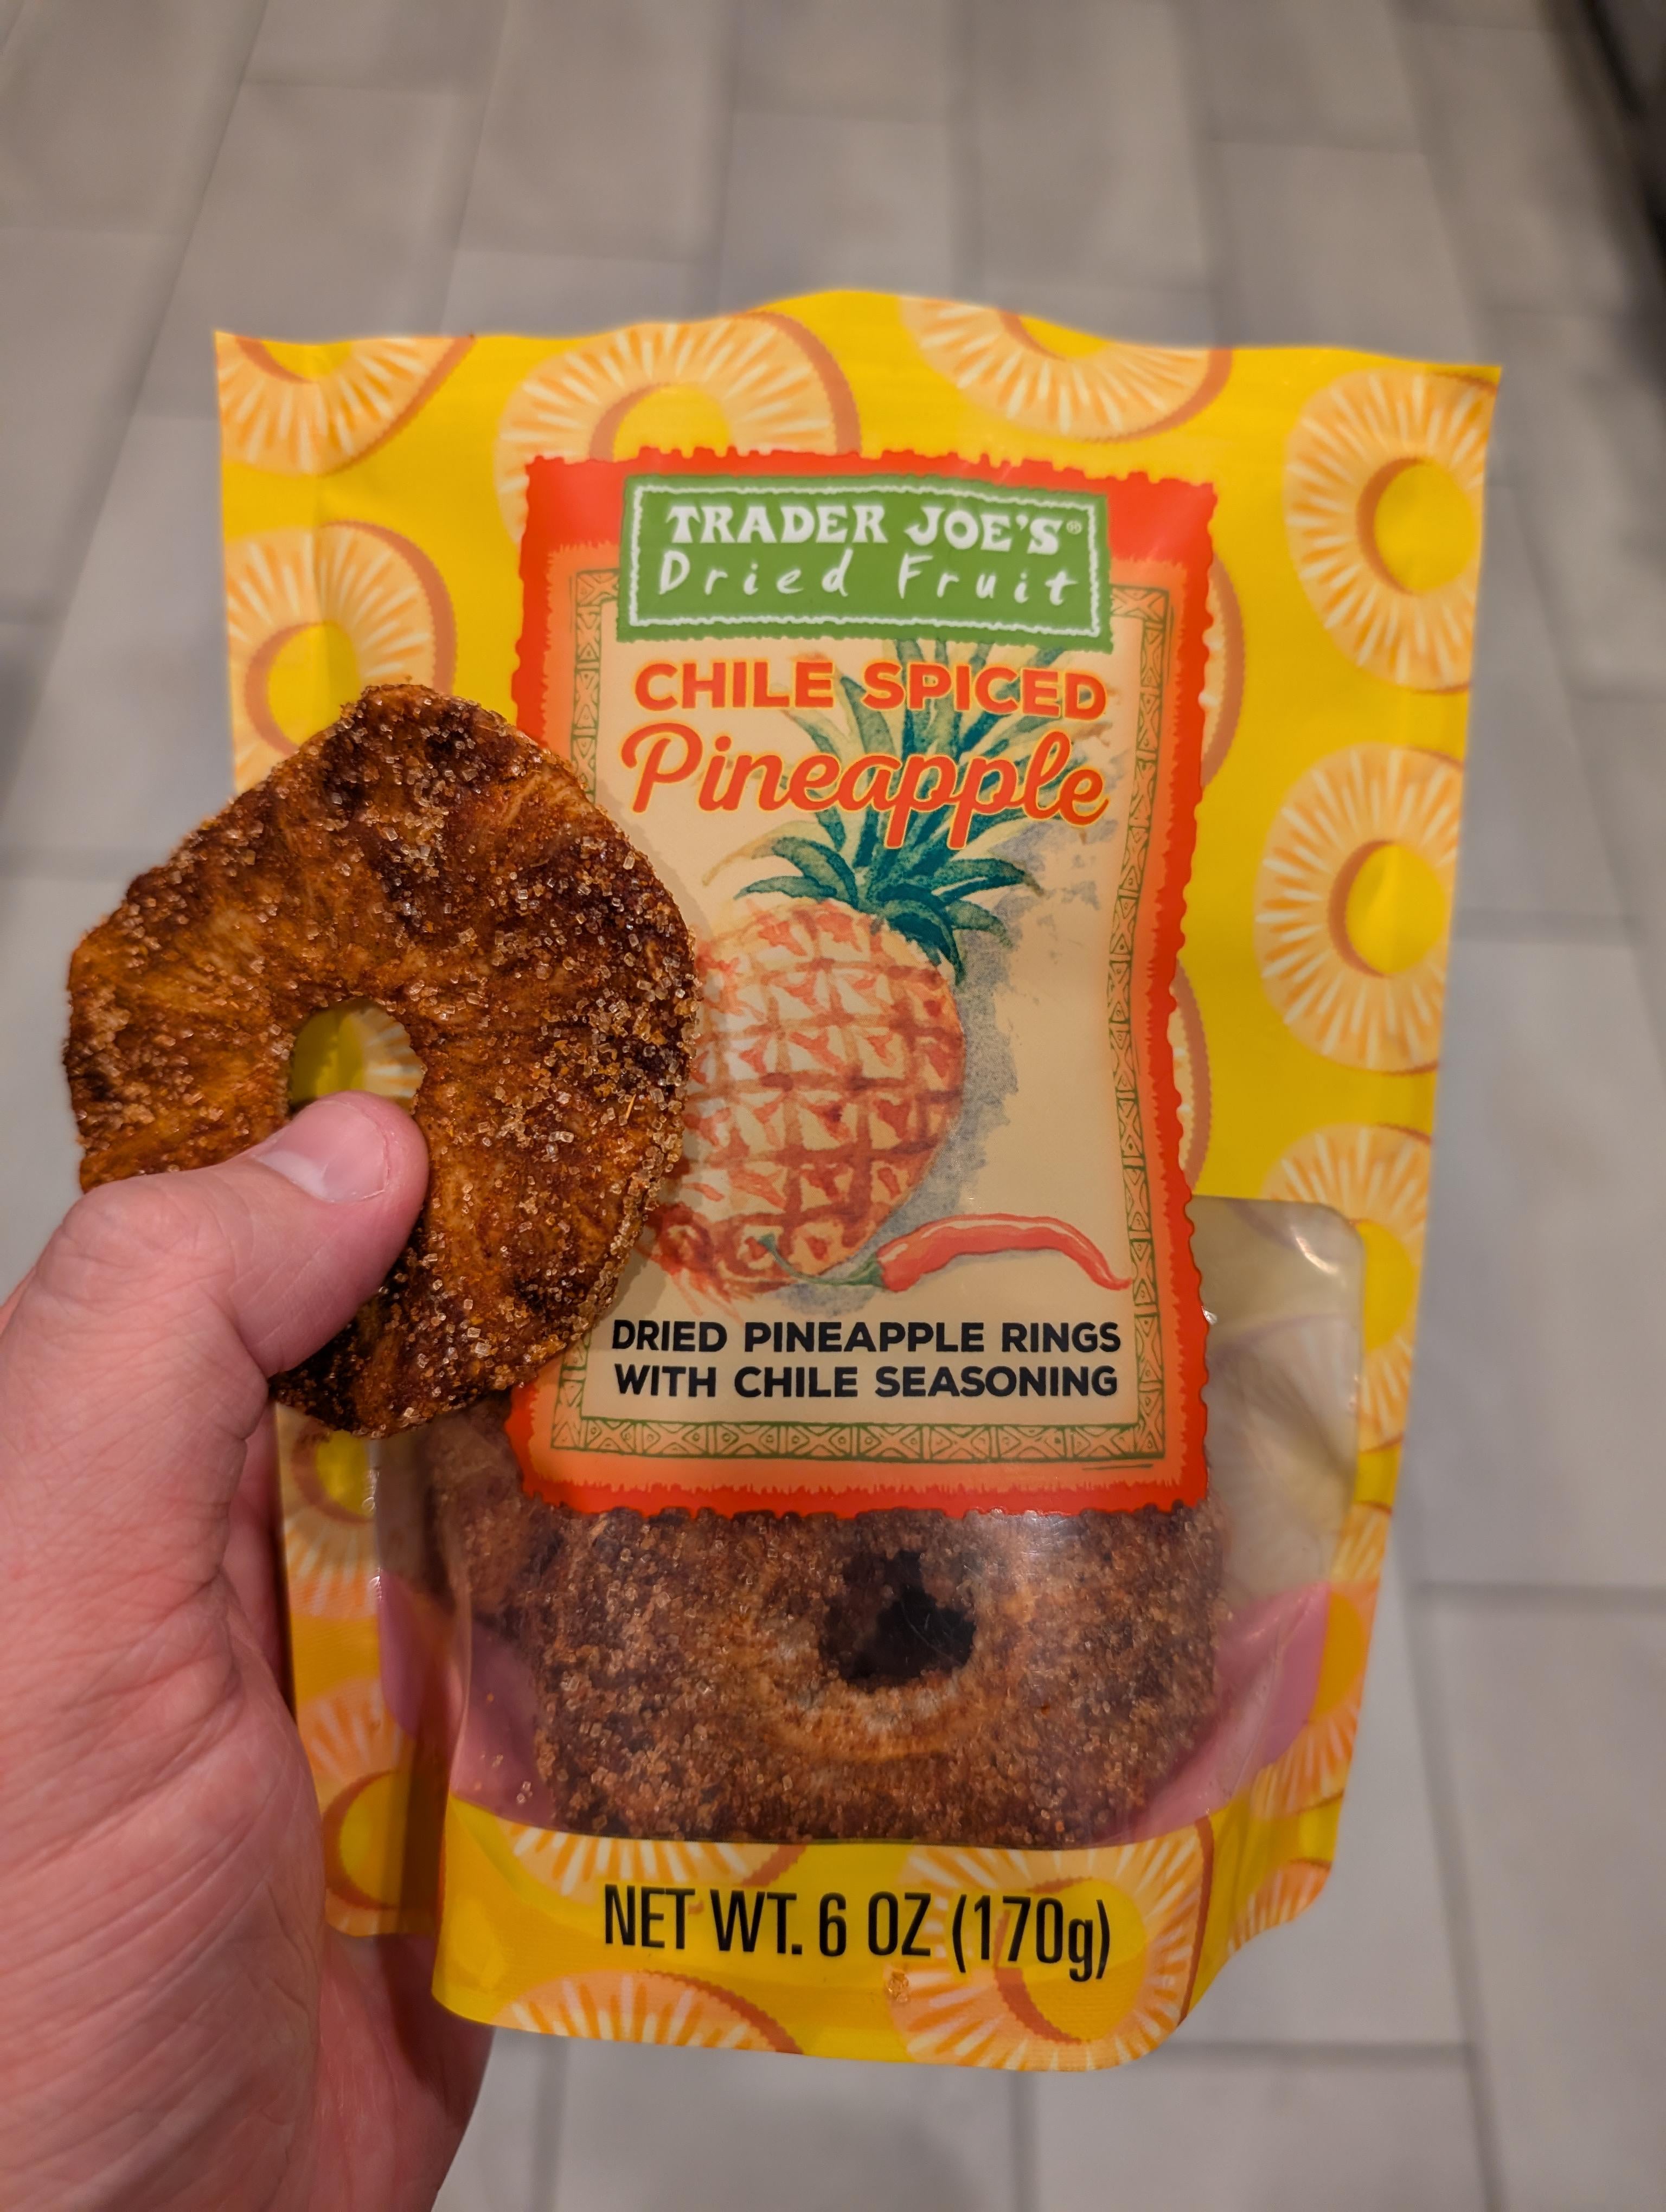 TRADER JOE'S®
Dried Fruit
CHILE SPICED
Pineapple
DRIED PINEAPPLE RINGS
WITH CHILE SEASONING
NET WT. 6 OZ (170g)